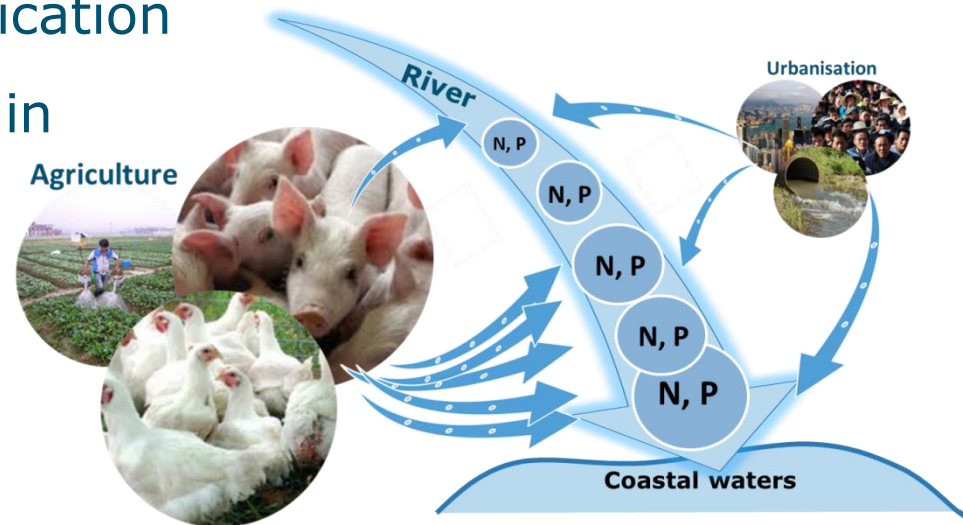 ication
in
Agriculture
River
Urbanisation
N, P
N, P
N, P
N, P
N, P
Coastal waters